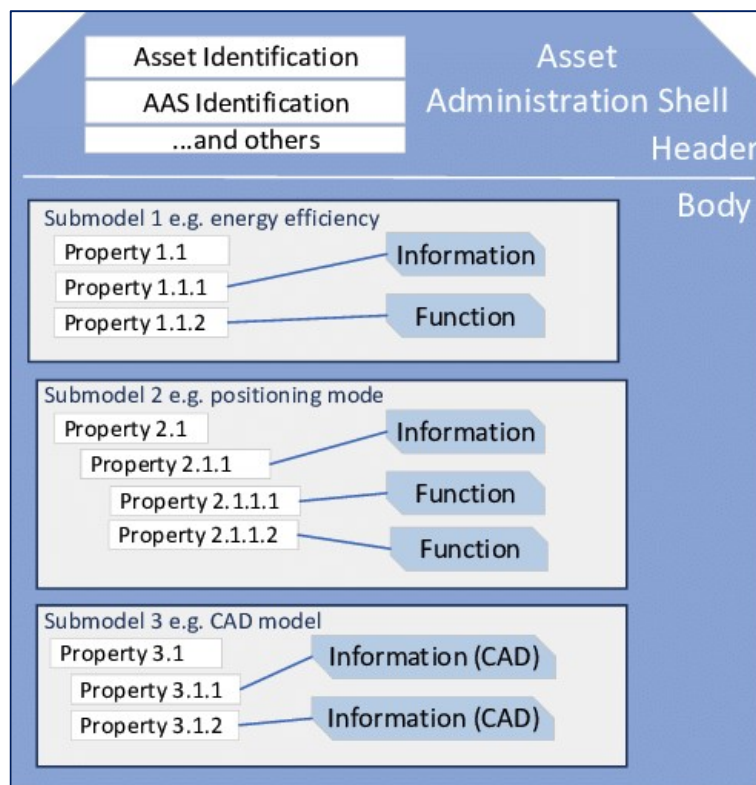 Asset Identification
AAS Identification
...and others
Asset
Administration Shell
Header
Body
Submodel 1 e.g. energy efficiency
Property 1.1
Property 1.1.1
Property 1.1.2
Information
Function
Submodel 2 e.g. positioning mode
Property 2.1
Property 2.1.1
Property 2.1.1.1
Property 2.1.1.2
Information
Function
Function
Submodel 3 e.g. CAD model
Property 3.1
Property 3.1.1
Property 3.1.2
Information (CAD)
Information (CAD)